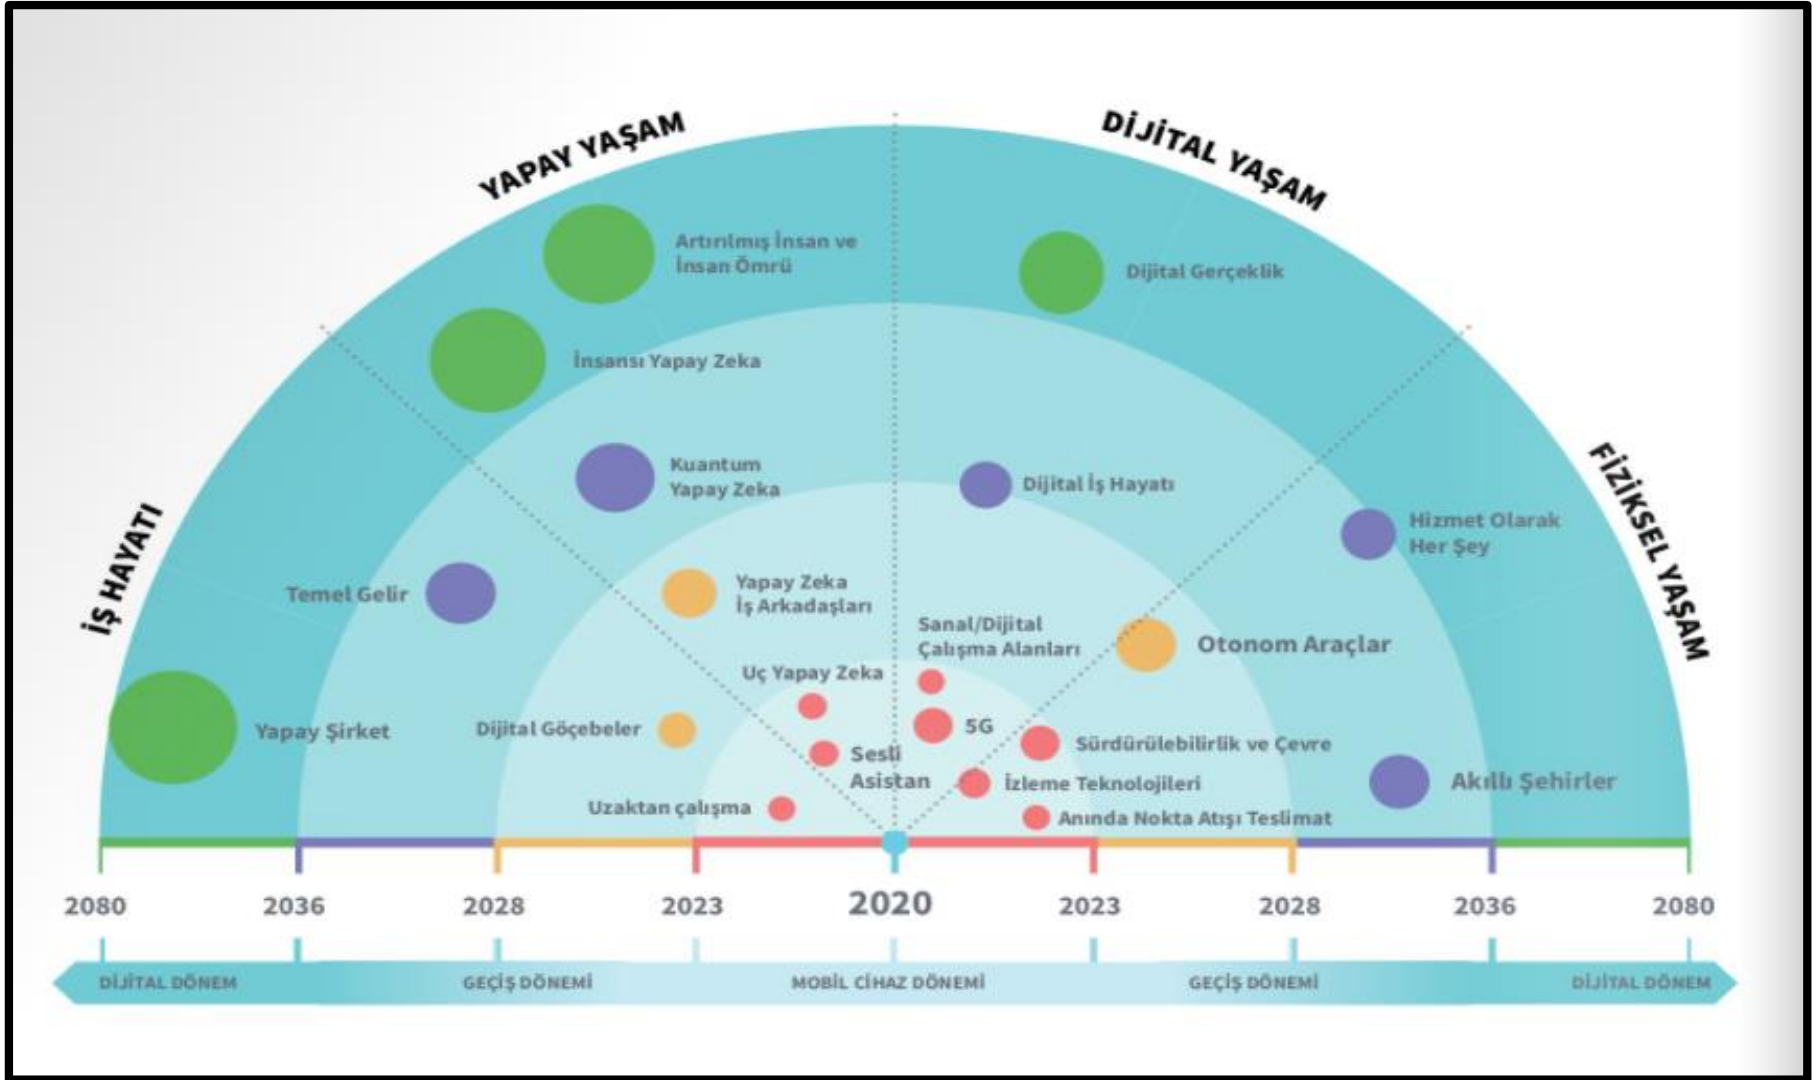 YAPAY YAŞAM
DİJİTAL YAŞAM
İŞ HAYATI
FİZİKSEL YAŞAM
Artırılmış İnsan ve
İnsan Ömrü
Dijital Gerçeklik
İnsansı Yapay Zeka
Kuantum
Yapay Zeka
Dijital İş Hayatı
Hizmet Olarak
Her Şey
Temel Gelir
Yapay Zeka
İş Arkadaşları
Sanal/Dijital
Çalışma Alanları
Otonom Araçlar
Uç Yapay Zeka
Yapay Şirket
Dijital Göçebeler
5G
Sürdürülebilirlik ve Çevre
Sesli
Asistan
İzleme Teknolojileri
Akıllı Şehirler
Uzaktan çalışma
Anında Nokta Atışı Teslimat
2080 2036 2028 2023 2020 2023 2028 2036 2080
DİJİTAL DÖNEM GEÇİŞ DÖNEMİ MOBİL CİHAZ DÖNEMİ GEÇİŞ DÖNEMİ DİJİTAL DÖNEM